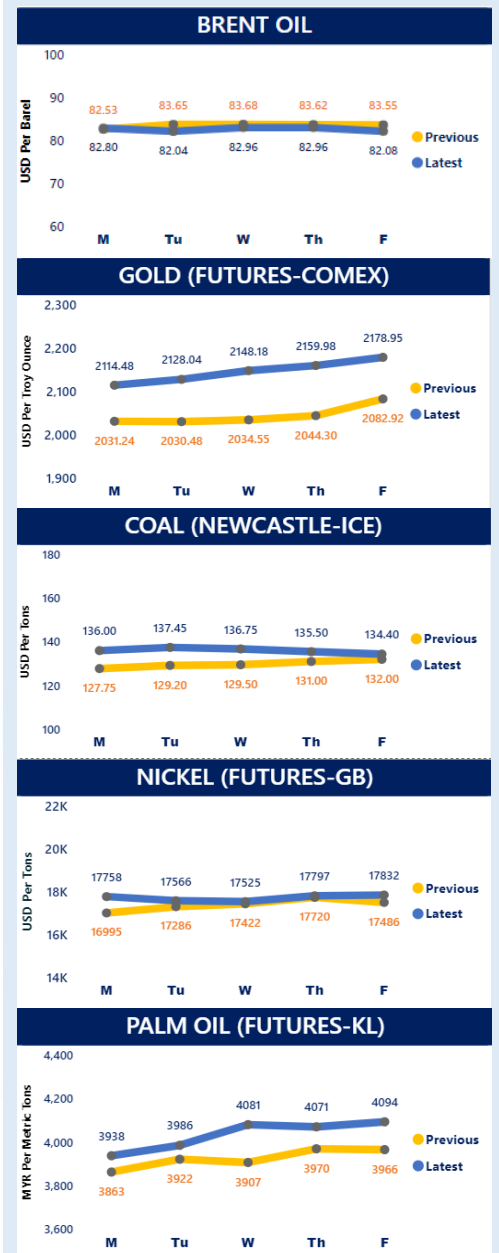 BRENT OIL
100
90
80
70
60
USD Per Barel
82.53 83.65 83.68 83.62 83.55
82.80 82.04 82.96 82.96 82.08
Previous
Latest
M Tu W Th F
GOLD (FUTURES-COMEX)
2,300
2,200
2,100
2,000
1,900
USD Per Troy Ounce
2114.48 2128.04 2148.18 2159.98 2178.95
2031.24 2030.48 2034.55 2044.30 2082.92
Previous
Latest
M Tu W Th F
COAL (NEWCASTLE-ICE)
180
160
140
120
100
USD Per Tons
136.00 137.45 136.75 135.50 134.40
127.75 129.20 129.50 131.00 132.00
Previous
Latest
M Tu W Th F
NICKEL (FUTURES-GB)
22K
20K
18K
16K
14K
USD Per Tons
17758 17566 17525 17797 17832
16995 17286 17422 17720 17486
Previous
Latest
M Tu W Th F
PALM OIL (FUTURES-KL)
4,400
4,200
4,000
3,800
3,600
MYR Per Metric Tons
3938 3986 4081 4071 4094
3863 3922 3907 3970 3966
Previous
Latest
M Tu W Th F